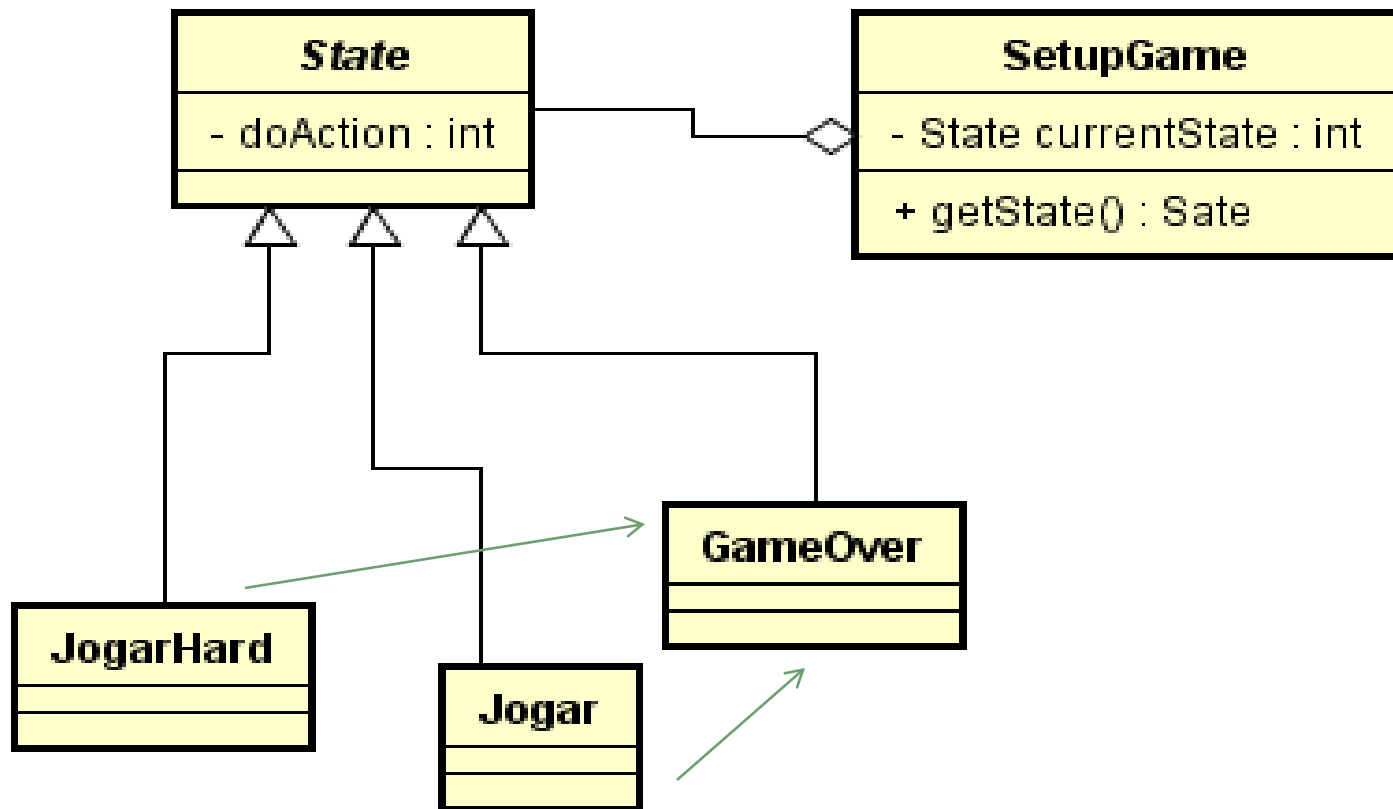 State
- doAction : int
SetupGame
- State currentState : int
+ getState() : Sate
GameOver
JogarHard
Jogar